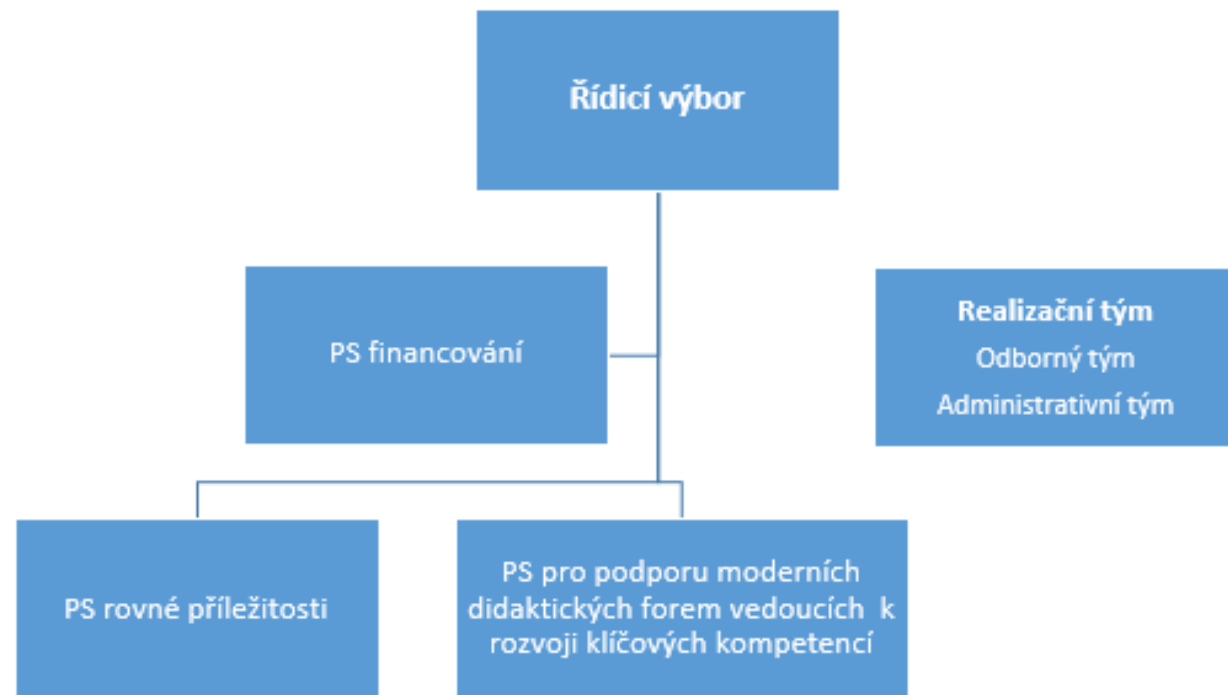 Řídicí výbor
PS financování
Realizační tým
Odborný tým
Administrativní tým
PS rovné příležitosti
PS pro podporu moderních
didaktických forem vedoucích k
rozvoji klíčových kompetencí